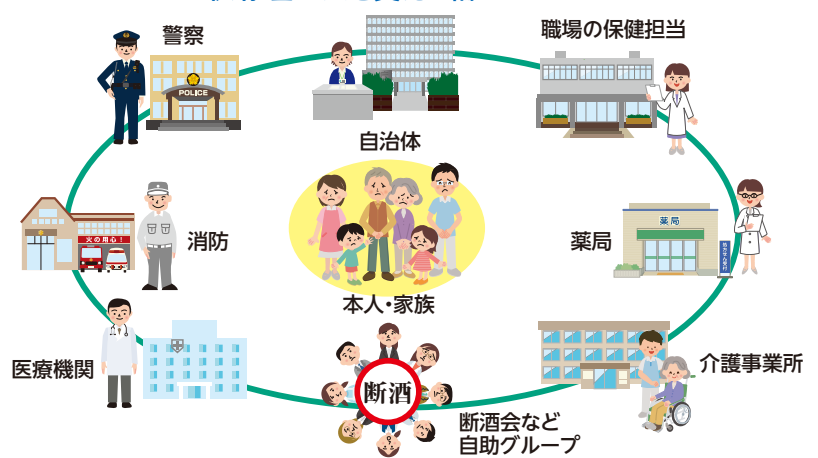 警察
POLICE
自治体
職場の保健担当
火の用心！
消防
本人・家族
薬局
薬局
医療機関
断酒
断酒会など
自助グループ
介護事業所